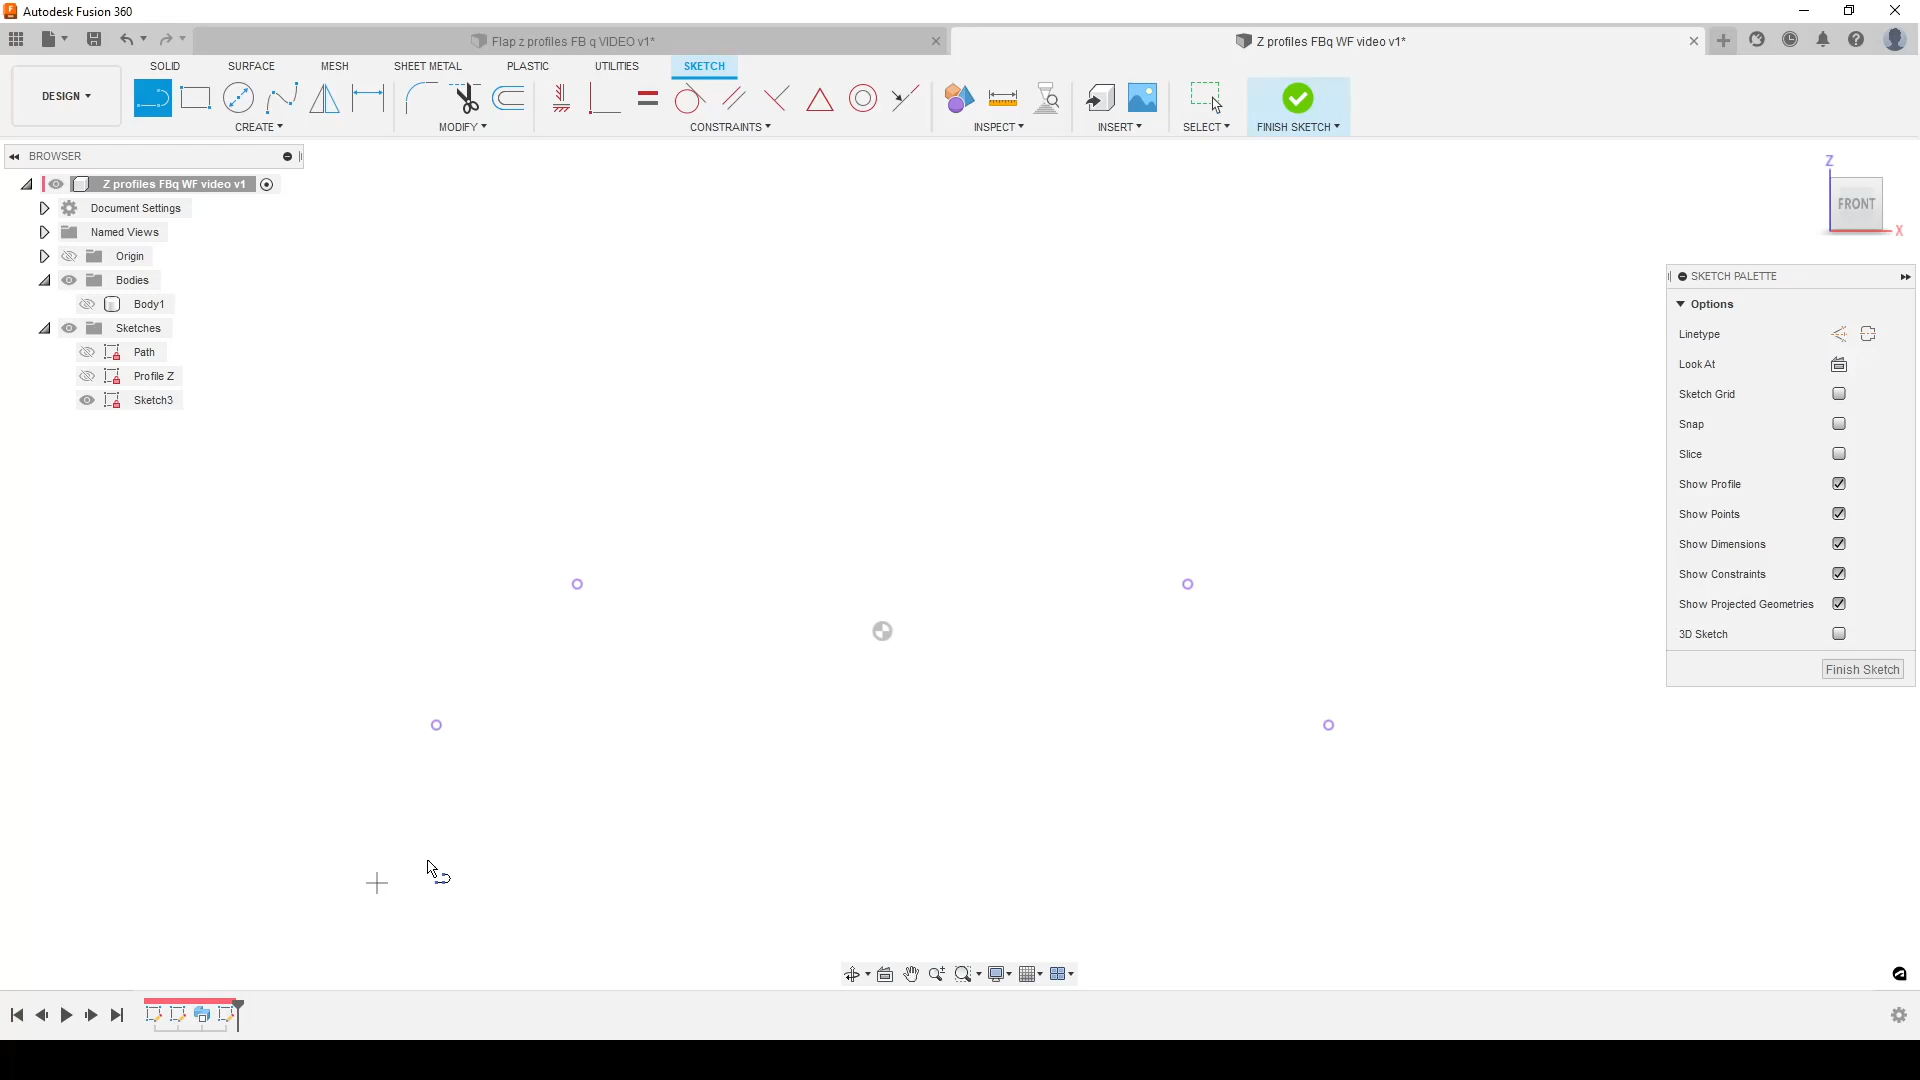 Autodesk Fusion 360
Flap z profiles FB q VIDEO v1*
Z profiles FBq WF video v1*
SOLID
SURFACE
MESH
SHEET METAL
PLASTIC
UTILITIES
SKETCH
DESIGN
CREATE
MODIFY
CONSTRAINTS
INSPECT
INSERT
SELECT
FINISH SKETCH
BROWSER
Z profiles FBq WF video v1
Document Settings
Named Views
Origin
Bodies
Body1
Sketches
Path
Profile Z
Sketch3
Z
FRONT
X
SKETCH PALETTE
Options
Linetype
Look At
Sketch Grid
Snap
Slice
Show Profile
Show Points
Show Dimensions
Show Constraints
Show Projected Geometries
3D Sketch
Finish Sketch